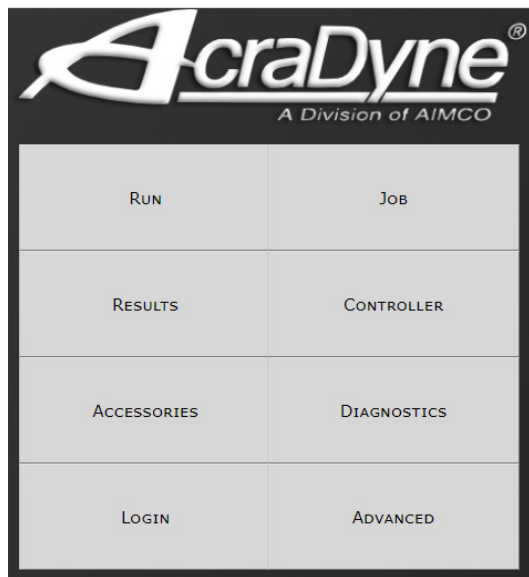 AcraDyne®
A Division of AIMCO
Run Job
Results Controller
Accessories Diagnostics
Login Advanced